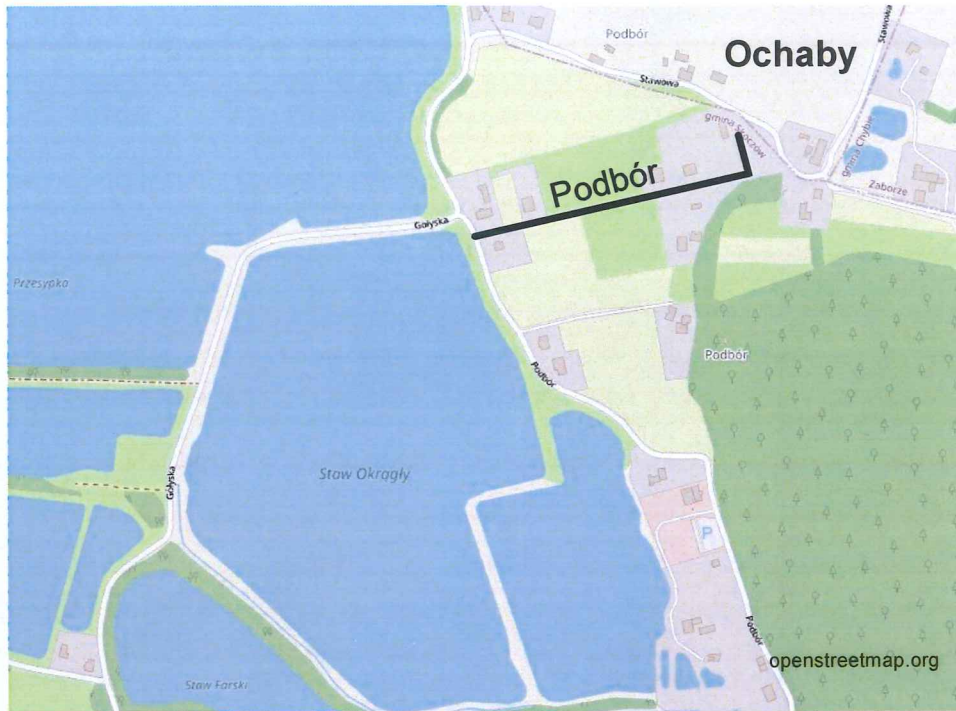 Podbór
Ochaby
Stawowa
Stawowa
gmina Skoczów
gmina Chybie
Zaborze
Podbór
Gołyska
Przesypka
Podbór
Podbór
Gołyska
Staw Okrągły
P
Podbór
openstreetmap.org
Staw Farski